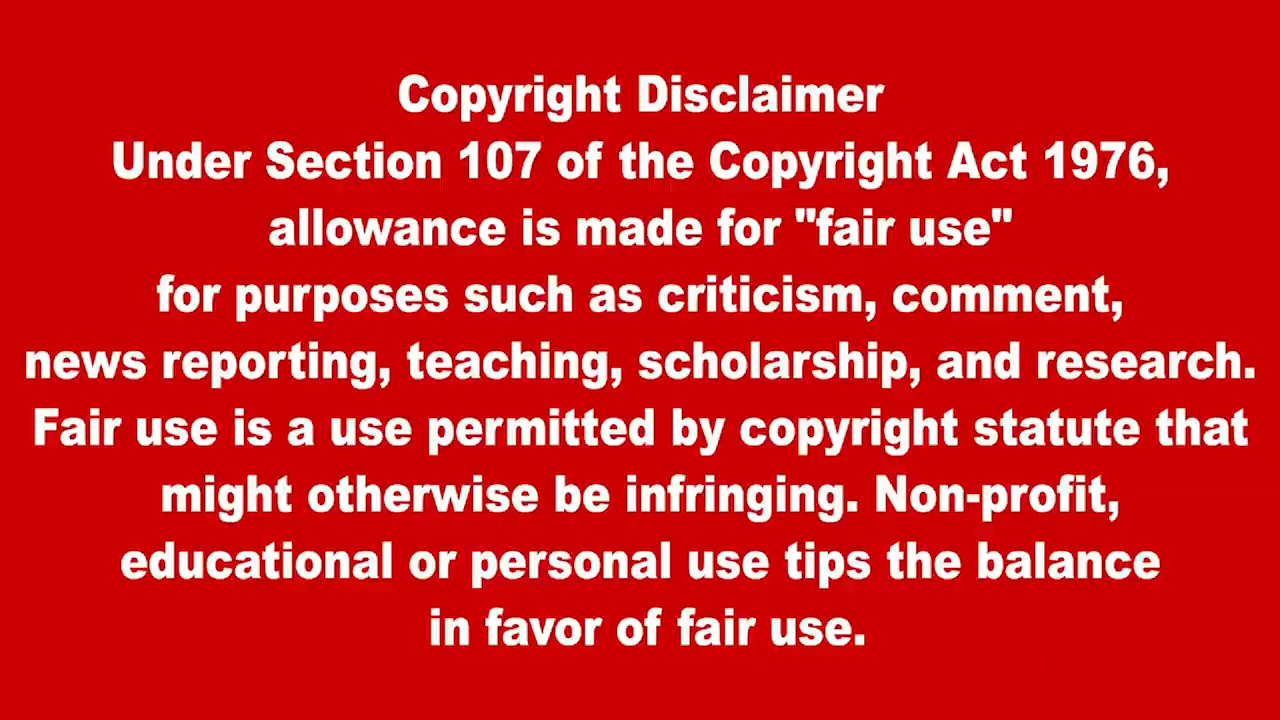 Copyright Disclaimer
Under Section 107 of the Copyright Act 1976,
allowance is made for "fair use"
for purposes such as criticism, comment,
news reporting, teaching, scholarship, and research.
Fair use is a use permitted by copyright statute that
might otherwise be infringing. Non-profit,
educational or personal use tips the balance
in favor of fair use.